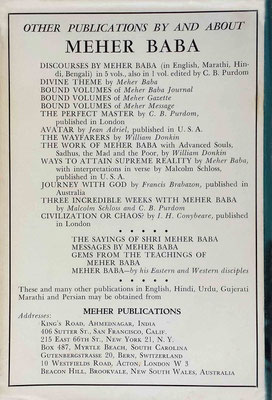 OTHER PUBLICATIONS BY AND ABOUT
MEHER BABA
DISCOURSES BY MEHER BABA (in English, Marathi, Hin-
di, Bengali) in 5 vols., also in 1 vol. edited by C. B. Purdom
DIVINE THEME by Meher Baba
BOUND VOLUMES of Meher Baba Journal
BOUND VOLUMES of Meher Gazette
BOUND VOLUMES of Meher Message
THE PERFECT MASTER by C. B. Purdom,
published in London
AVATAR by Jean Adriel, published in U. S. A.
THE WAYFARERS by William Donkin
THE WORK OF MEHER BABA with Advanced Souls,
Sadhus, the Mad and the Poor, by William Donkin
WAYS TO ATTAIN SUPREME REALITY by Meher Baba,
with interpretations in verse by Malcolm Schloss,
published in U. S. A.
JOURNEY WITH GOD by Francis Brabazon, published in
Australia
THREE INCREDIBLE WEEKS WITH MEHER BABA
by Malcolm Schloss and C. B. Purdom
CIVILIZATION OR CHAOS? by I. H. Conybeare, published
in London
• • • • •
THE SAYINGS OF SHRI MEHER BABA
MESSAGES BY MEHER BABA
GEMS FROM THE TEACHINGS OF
MEHER BABA
MEHER BABA—by his Eastern and Western disciples
• • • • •
These and many other publications in English, Hindi, Urdu, Gujerati
Marathi and Persian may be obtained from
MEHER PUBLICATIONS
Addresses:
KING'S ROAD, AHMEDNAGAR, INDIA
406 SUTTER ST., SAN FRANCISCO, CALIF.
215 EAST 66TH ST., NEW YORK 21, N. Y.
BOX 487, MYRTLE BEACH, SOUTH CAROLINA
GUTENBERGSTRASSE 20, BERN, SWITZERLAND
10 WESTFIELDS ROAD, ACTON, LONDON W 3
BEACON HILL, BROOKVALE, NEW SOUTH WALES, AUSTRALIA